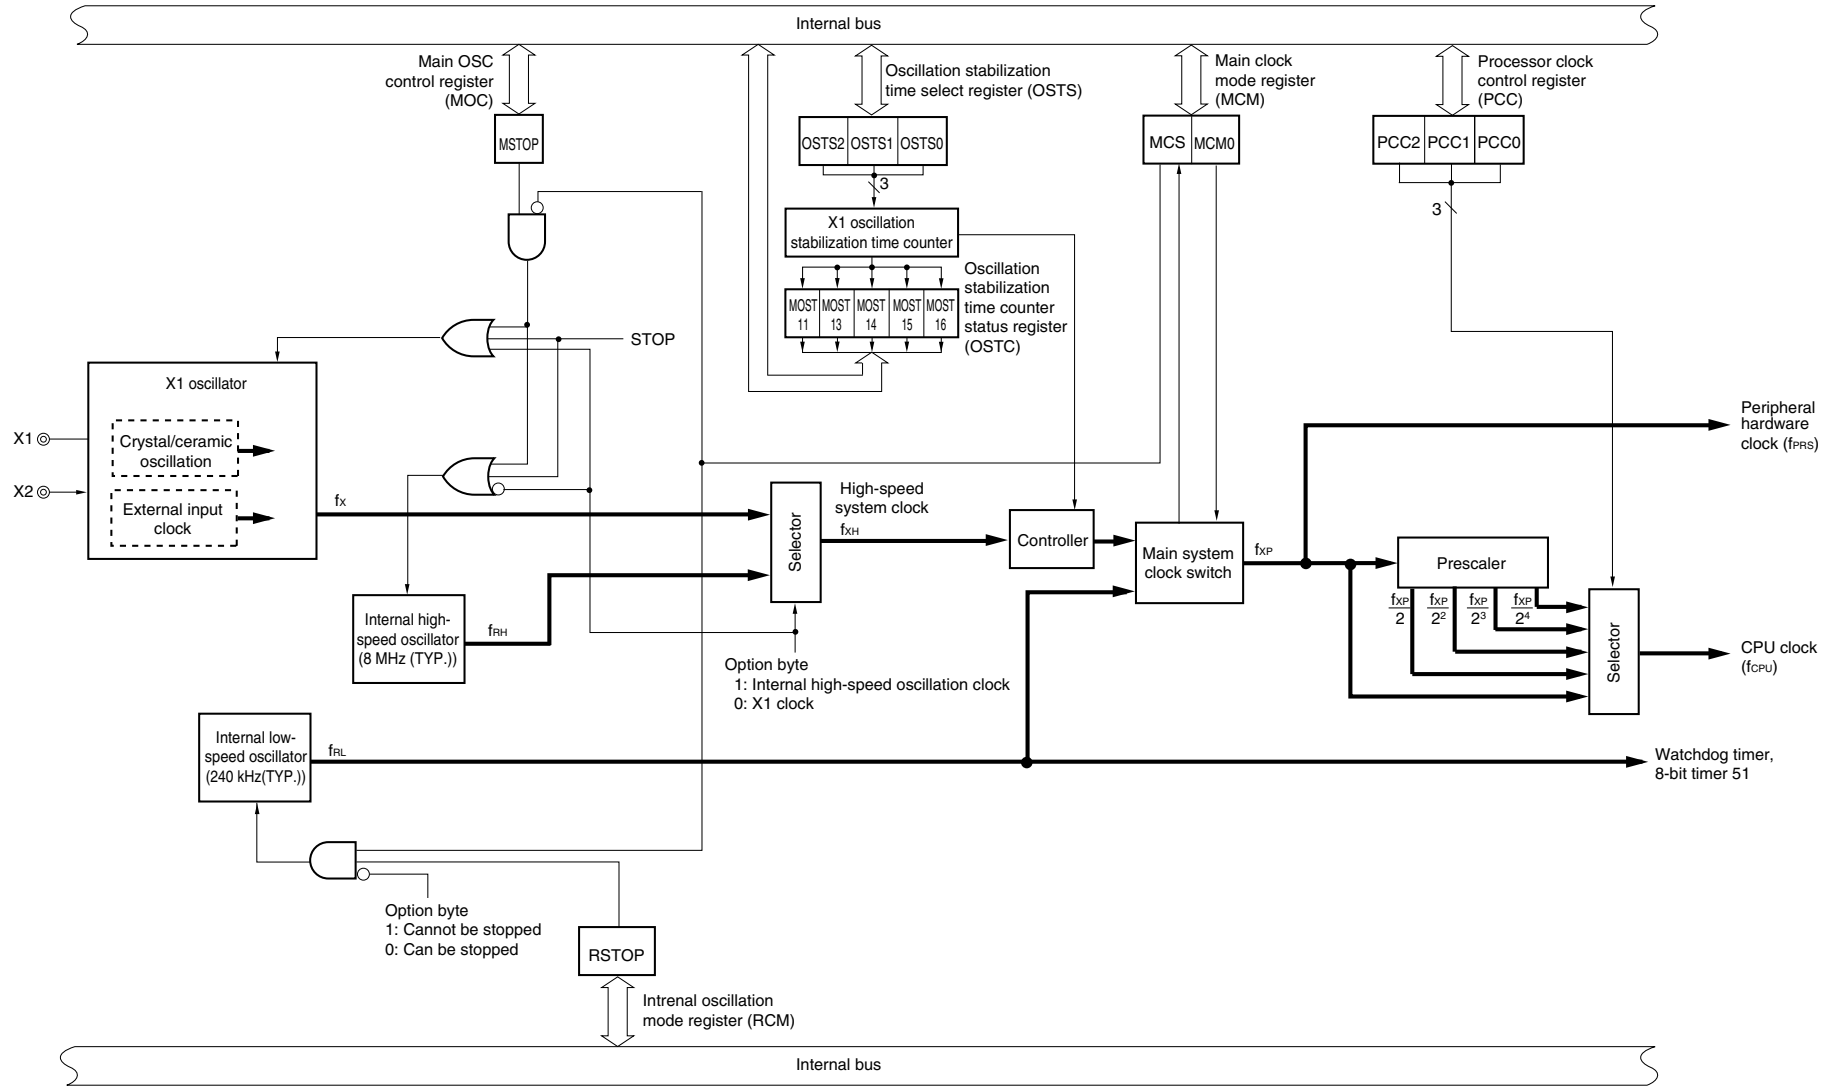 Internal bus
Main OSC
control register
(MOC)
Oscillation stabilization
time select register (OSTS)
Main clock
mode register
(MCM)
Processor clock
control register
(PCC)
MSTOP
OSTS2 OSTS1 OSTS0
MCS MCM0
PCC2 PCC1 PCC0
3
3
X1 oscillation
stabilization time counter
Oscillation
stabilization
time counter
status register
(OSTC)
MOST
11
MOST
13
MOST
14
MOST
15
MOST
16
STOP
X1 oscillator
X1
Crystal/ceramic
oscillation
X2
External input
clock
fX
Peripheral
hardware
clock (fPRS)
Selector
High-speed
system clock
fXH
Controller
Main system
clock switch
fXP
Prescaler
fXP
2
fXP
2²
fXP
2³
fXP
2⁴
Selector
CPU clock
(fCPU)
Internal high-
speed oscillator
(8 MHz (TYP.))
fRH
Option byte
1: Internal high-speed oscillation clock
0: X1 clock
Internal low-
speed oscillator
(240 kHz(TYP.))
fRL
Watchdog timer,
8-bit timer 51
Option byte
1: Cannot be stopped
0: Can be stopped
RSTOP
Intrenal oscillation
mode register (RCM)
Internal bus